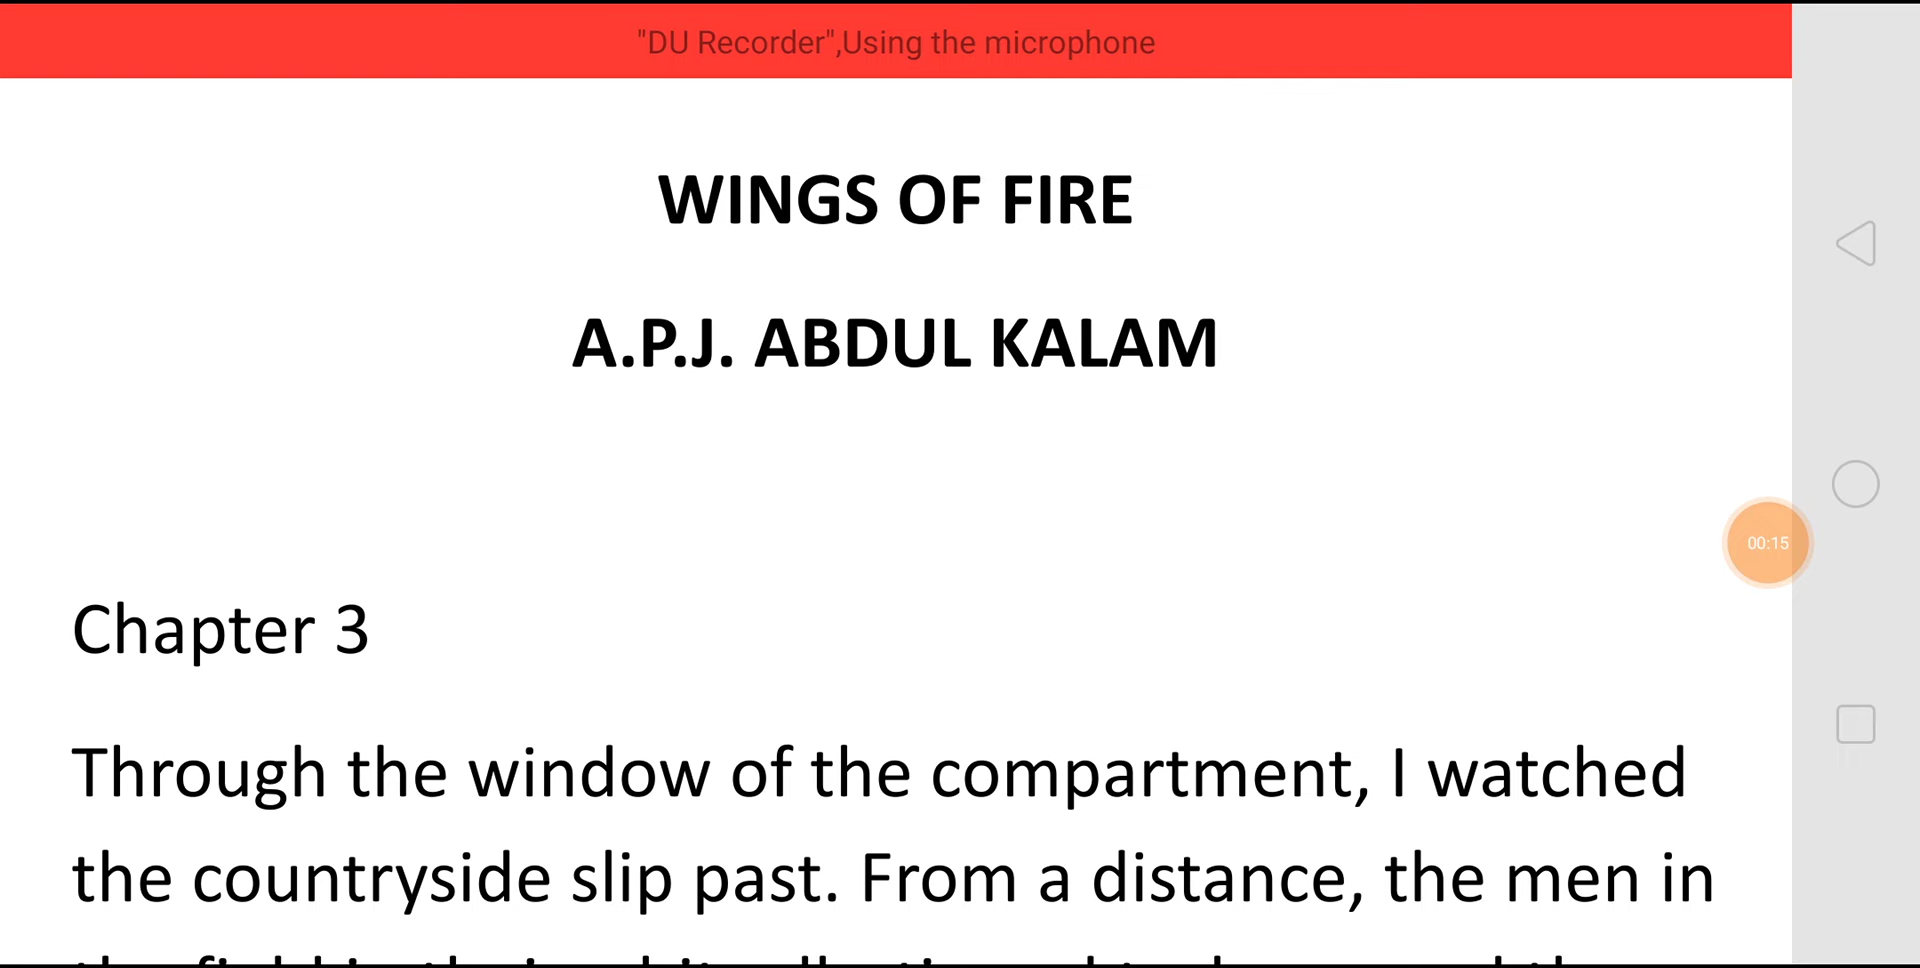 "DU Recorder",Using the microphone
WINGS OF FIRE
A.P.J. ABDUL KALAM
00:15
Chapter 3
Through the window of the compartment, I watched
the countryside slip past. From a distance, the men in